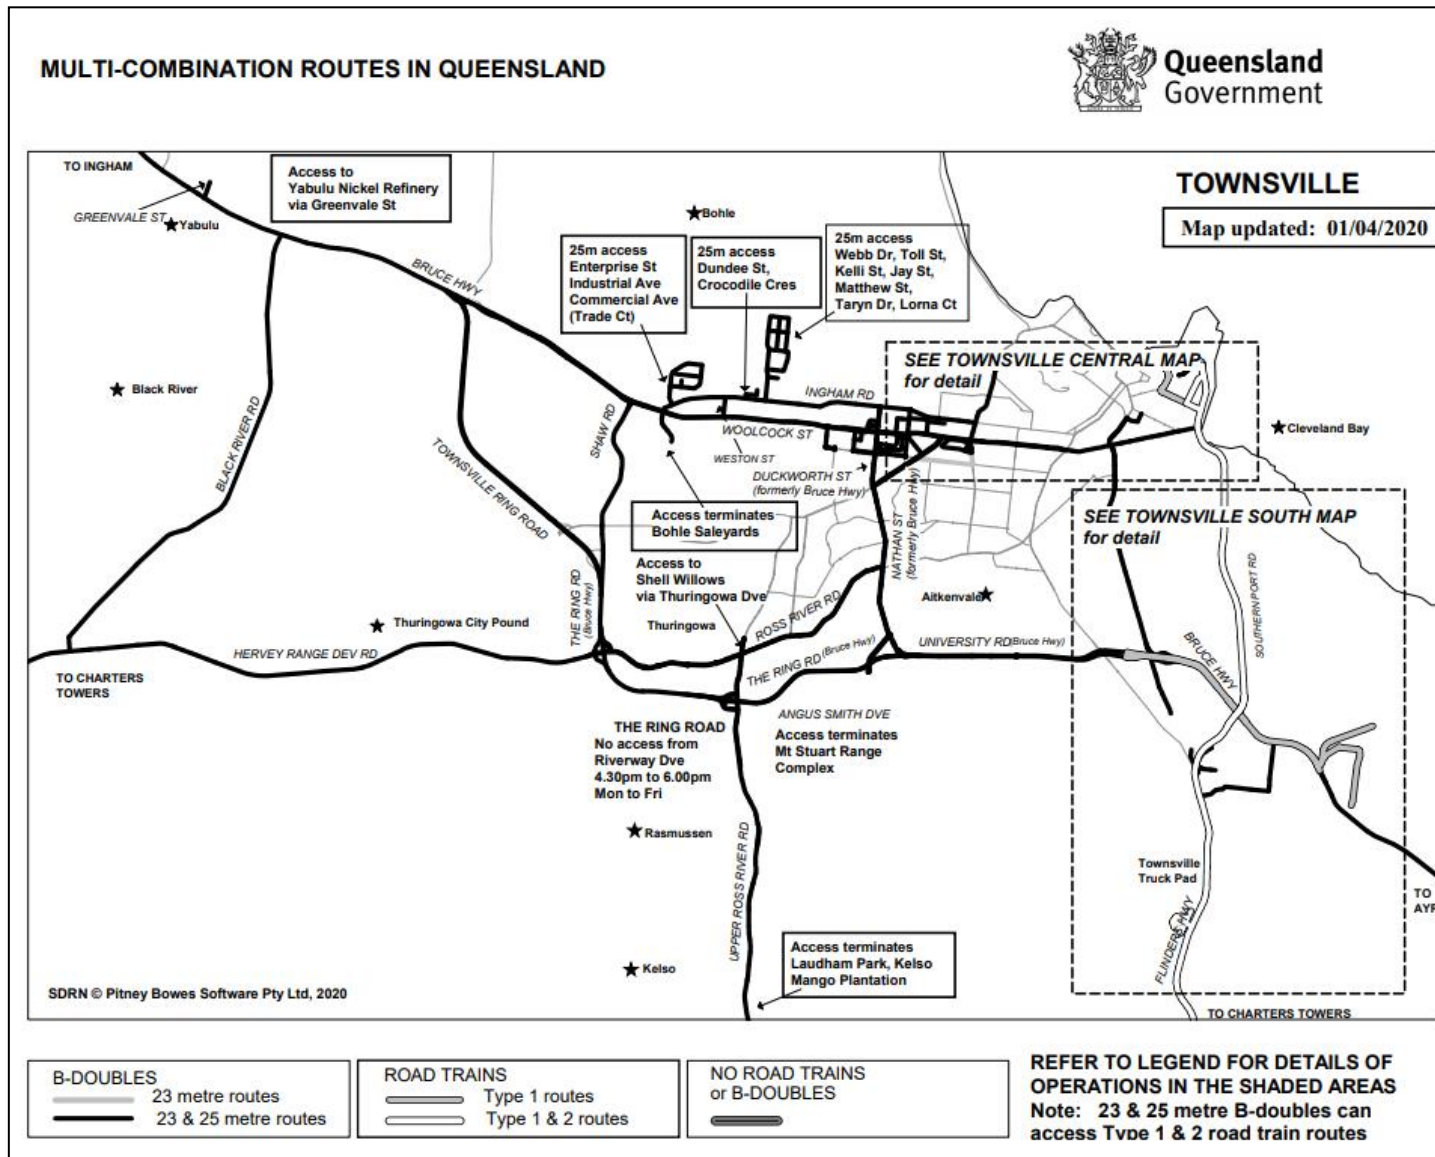 MULTI-COMBINATION ROUTES IN QUEENSLAND
Queensland
Government
TOWNSVILLE
Map updated: 01/04/2020
TO INGHAM
Access to
Yabulu Nickel Refinery
via Greenvale St
GREENVALE ST
Yabulu
Bohle
25m access
Enterprise St
Industrial Ave
Commercial Ave
(Trade Ct)
25m access
Dundee St,
Crocodile Cres
25m access
Webb Dr, Toll St,
Kelli St, Jay St,
Matthew St,
Taryn Dr, Lorna Ct
BRUCE HWY
SEE TOWNSVILLE CENTRAL MAP
for detail
Black River
INGHAM RD
Cleveland Bay
BLACK RIVER RD
SHAW RD
WOOLCOCK ST
WESTON ST
TOWNSVILLE RING ROAD
DUCKWORTH ST
(formerly Bruce Hwy)
NATHAN ST
(formerly Bruce Hwy)
SEE TOWNSVILLE SOUTH MAP
for detail
Access terminates
Bohle Saleyards
Access to
Shell Willows
via Thuringowa Dve
THE RING RD
(Bruce Hwy)
Aitkenvale
SOUTHERN PORT RD
Thuringowa City Pound
Thuringowa
ROSS RIVER RD
HERVEY RANGE DEV RD
THE RING RD (Bruce Hwy)
UNIVERSITY RD (Bruce Hwy)
BRUCE HWY
TO CHARTERS
TOWERS
THE RING ROAD
No access from
Riverway Dve
4.30pm to 6.00pm
Mon to Fri
ANGUS SMITH DVE
Access terminates
Mt Stuart Range
Complex
Rasmussen
UPPER ROSS RIVER RD
Townsville
Truck Pad
TO
AYR
FLINDERS HWY
Kelso
Access terminates
Laudham Park, Kelso
Mango Plantation
SDRN © Pitney Bowes Software Pty Ltd, 2020
TO CHARTERS TOWERS
B-DOUBLES
23 metre routes
23 & 25 metre routes
ROAD TRAINS
Type 1 routes
Type 1 & 2 routes
NO ROAD TRAINS
or B-DOUBLES
REFER TO LEGEND FOR DETAILS OF
OPERATIONS IN THE SHADED AREAS
Note: 23 & 25 metre B-doubles can
access Type 1 & 2 road train routes